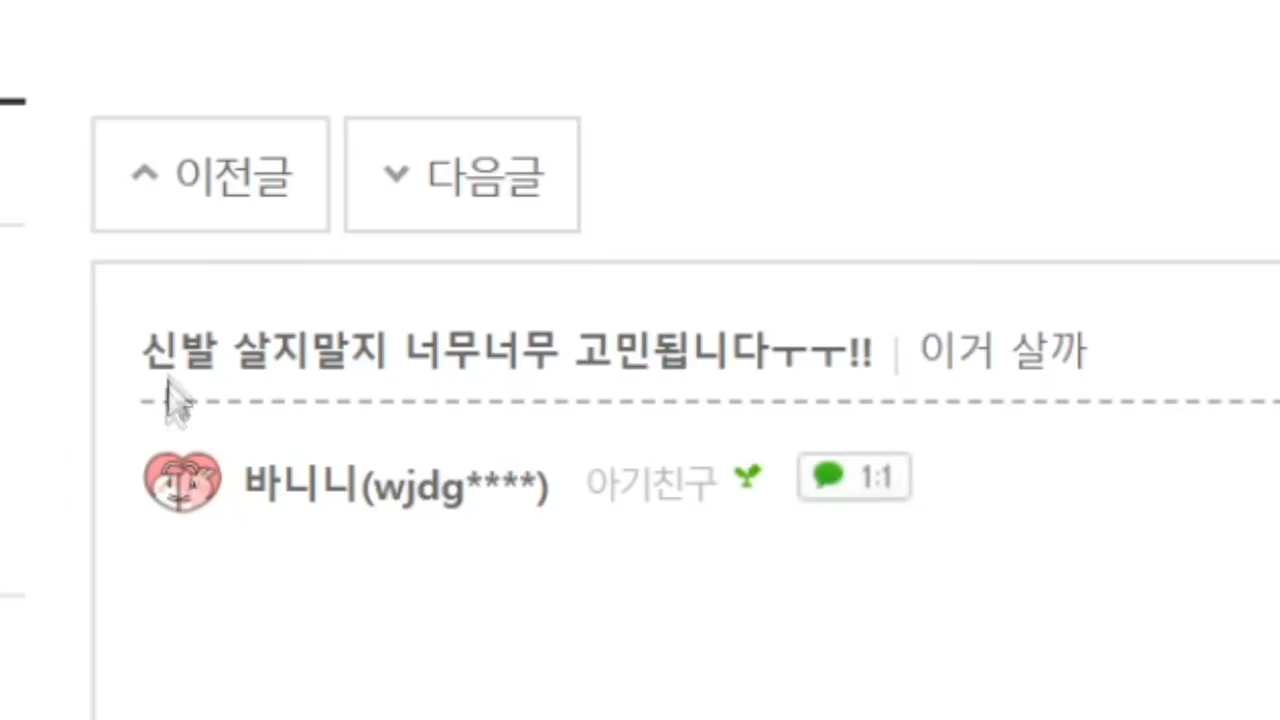 이전글 다음글
신발 살지말지 너무너무 고민됩니다ㅜㅜ!! | 이거 살까
바니니(wjdg****) 아기친구 1:1